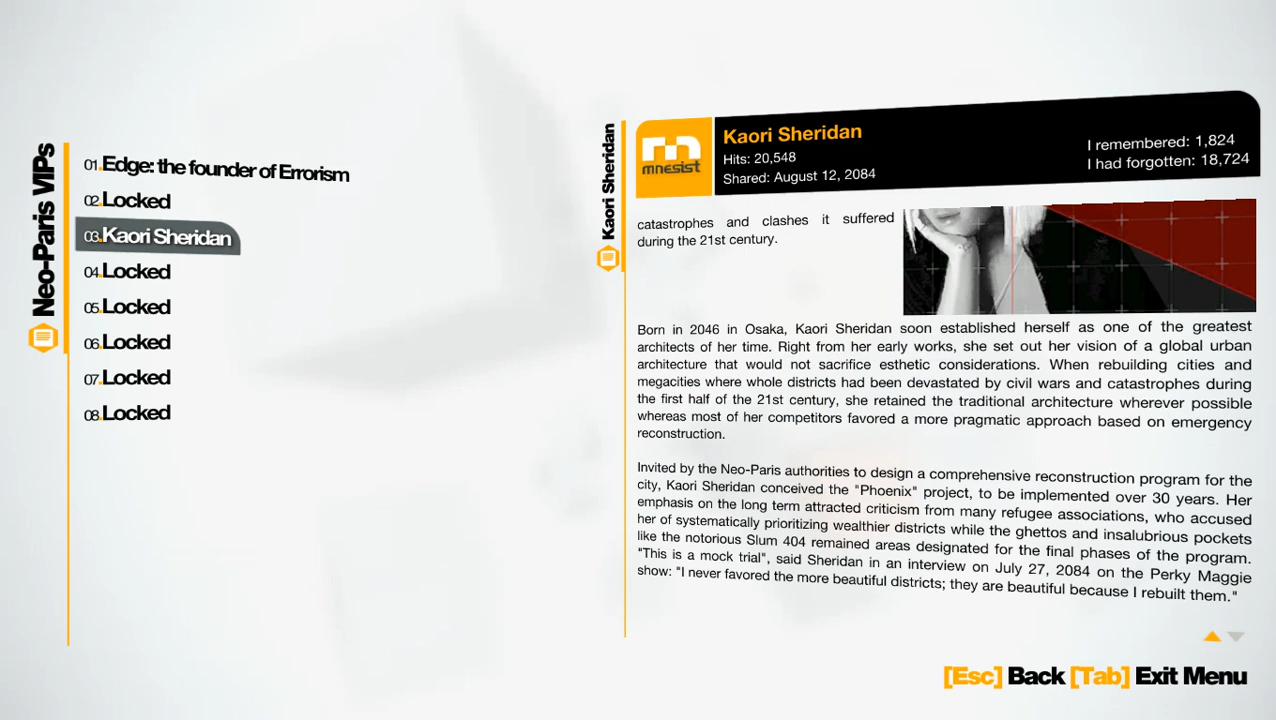 Neo-Paris VIPs
01.Edge: the founder of Errorism
02.Locked
03.Kaori Sheridan
04.Locked
05.Locked
06.Locked
07.Locked
08.Locked
Kaori Sheridan
mnesist
Kaori Sheridan
Hits: 20,548
Shared: August 12, 2084
I remembered: 1,824
I had forgotten: 18,724
catastrophes and clashes it suffered
during the 21st century.
Born in 2046 in Osaka, Kaori Sheridan soon established herself as one of the greatest
architects of her time. Right from her early works, she set out her vision of a global urban
architecture that would not sacrifice esthetic considerations. When rebuilding cities and
megacities where whole districts had been devastated by civil wars and catastrophes during
the first half of the 21st century, she retained the traditional architecture wherever possible
whereas most of her competitors favored a more pragmatic approach based on emergency
reconstruction.
Invited by the Neo-Paris authorities to design a comprehensive reconstruction program for the
city, Kaori Sheridan conceived the "Phoenix" project, to be implemented over 30 years. Her
emphasis on the long term attracted criticism from many refugee associations, who accused
her of systematically prioritizing wealthier districts while the ghettos and insalubrious pockets
like the notorious Slum 404 remained areas designated for the final phases of the program.
"This is a mock trial", said Sheridan in an interview on July 27, 2084 on the Perky Maggie
show: "I never favored the more beautiful districts; they are beautiful because I rebuilt them."
[Esc] Back [Tab] Exit Menu